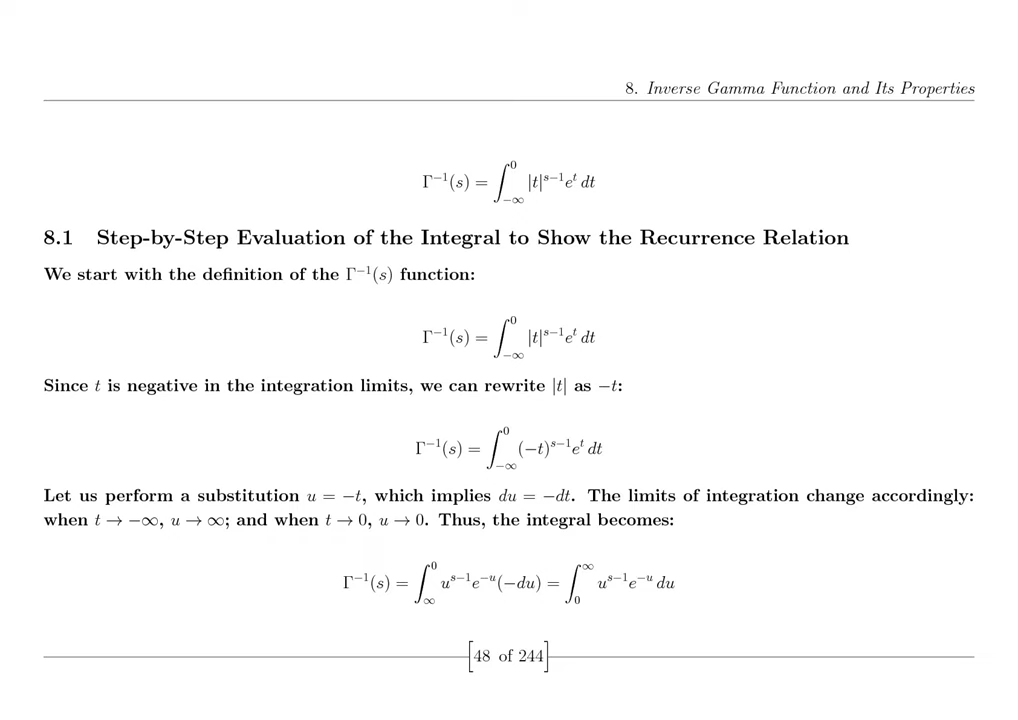 8. Inverse Gamma Function and Its Properties
Γ⁻¹(s) = ∫_{−∞}^{0} |t|^{s−1} e^{t} dt
8.1 Step-by-Step Evaluation of the Integral to Show the Recurrence Relation
We start with the definition of the Γ⁻¹(s) function:
Γ⁻¹(s) = ∫_{−∞}^{0} |t|^{s−1} e^{t} dt
Since t is negative in the integration limits, we can rewrite |t| as −t:
Γ⁻¹(s) = ∫_{−∞}^{0} (−t)^{s−1} e^{t} dt
Let us perform a substitution u = −t, which implies du = −dt. The limits of integration change accordingly:
when t → −∞, u → ∞; and when t → 0, u → 0. Thus, the integral becomes:
Γ⁻¹(s) = ∫_{∞}^{0} u^{s−1} e^{−u} (−du) = ∫_{0}^{∞} u^{s−1} e^{−u} du
[48 of 244]